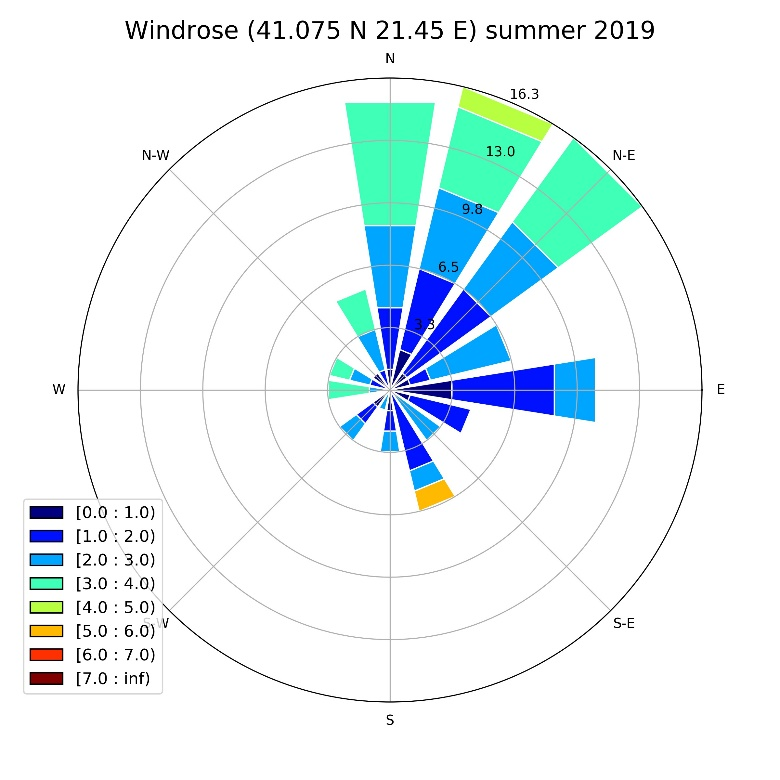 Windrose (41.075 N 21.45 E) summer 2019
N
16.3
N-W
N-E
13.0
9.8
6.5
3.3
W
E
[0.0 : 1.0)
[1.0 : 2.0)
[2.0 : 3.0)
[3.0 : 4.0)
[4.0 : 5.0)
[5.0 : 6.0)
[6.0 : 7.0)
[7.0 : inf)
S-W
S-E
S